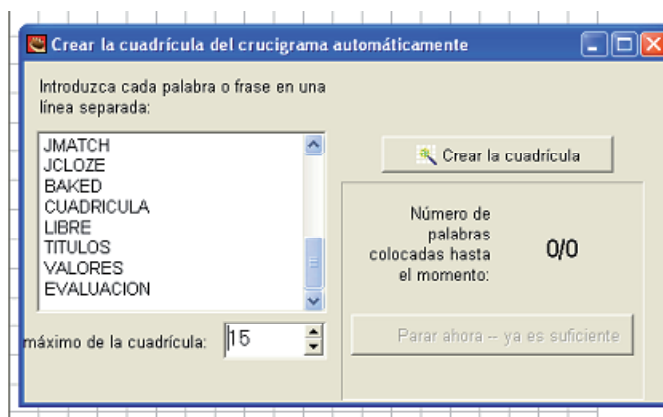 Crear la cuadrícula del crucigrama automáticamente
Introduzca cada palabra o frase en una
línea separada:
JMATCH
JCLOZE
BAKED
CUADRICULA
LIBRE
TITULOS
VALORES
EVALUACION
máximo de la cuadrícula: 15
Crear la cuadrícula
Número de
palabras
colocadas hasta
el momento:
0/0
Parar ahora -- ya es suficiente